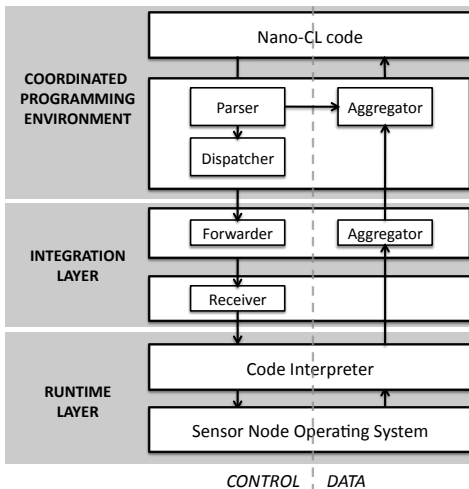 Nano-CL code
COORDINATED
PROGRAMMING
ENVIRONMENT
Parser
Aggregator
Dispatcher
Forwarder
Aggregator
INTEGRATION
LAYER
Receiver
Code Interpreter
RUNTIME
LAYER
Sensor Node Operating System
CONTROL
DATA